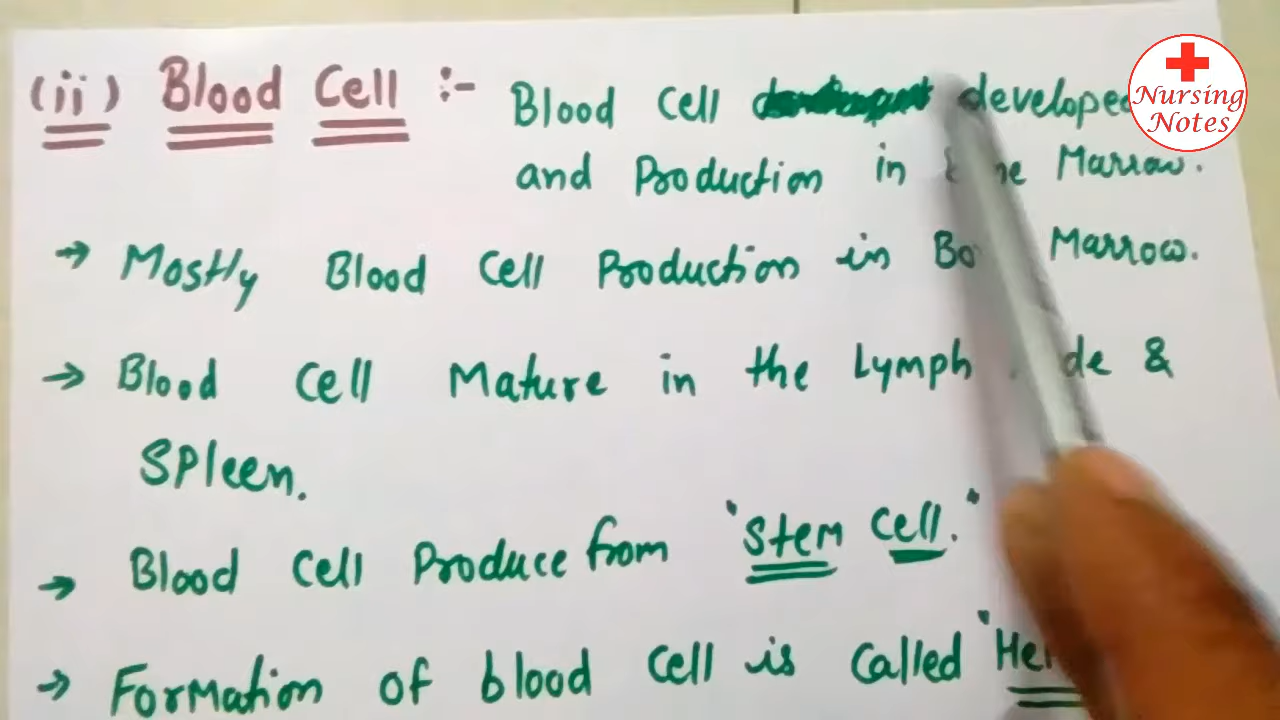 (ii) Blood Cell :- Blood Cell developed
and Production in Marrow.
→ Mostly Blood Cell Production in Marrow.
→ Blood Cell Mature in the Lymph &
Spleen.
→ Blood Cell Produce from "Stem Cell."
→ Formation of blood Cell is Called
Nursing
Notes